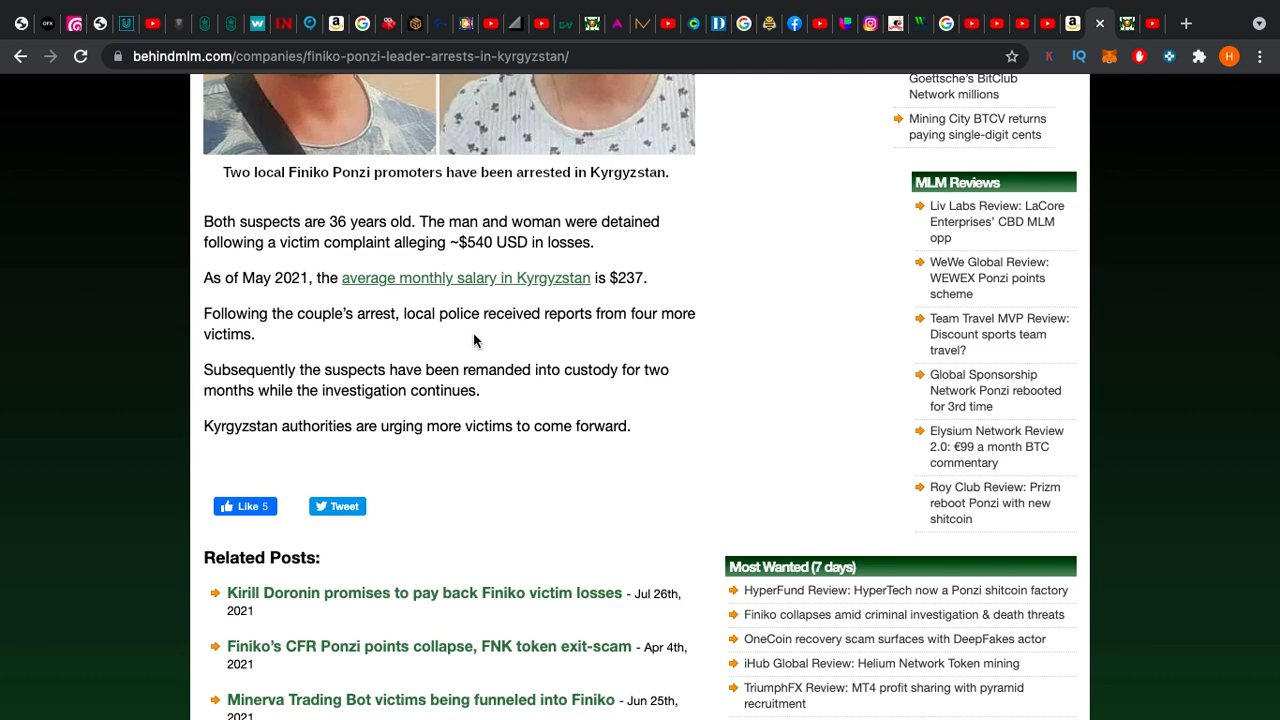 behindmlm.com/companies/finiko-ponzi-leader-arrests-in-kyrgyzstan/
Two local Finiko Ponzi promoters have been arrested in Kyrgyzstan.
Both suspects are 36 years old. The man and woman were detained
following a victim complaint alleging ~$540 USD in losses.
As of May 2021, the average monthly salary in Kyrgyzstan is $237.
Following the couple's arrest, local police received reports from four more
victims.
Subsequently the suspects have been remanded into custody for two
months while the investigation continues.
Kyrgyzstan authorities are urging more victims to come forward.
Like 5
Tweet
Related Posts:
Kirill Doronin promises to pay back Finiko victim losses - Jul 26th,
2021
Finiko's CFR Ponzi points collapse, FNK token exit-scam - Apr 4th,
2021
Minerva Trading Bot victims being funneled into Finiko - Jun 25th,
2021
Goettsche's BitClub
Network millions
Mining City BTCV returns
paying single-digit cents
MLM Reviews
Liv Labs Review: LaCore
Enterprises' CBD MLM
opp
WeWe Global Review:
WEWEX Ponzi points
scheme
Team Travel MVP Review:
Discount sports team
travel?
Global Sponsorship
Network Ponzi rebooted
for 3rd time
Elysium Network Review
2.0: €99 a month BTC
commentary
Roy Club Review: Prizm
reboot Ponzi with new
shitcoin
Most Wanted (7 days)
HyperFund Review: HyperTech now a Ponzi shitcoin factory
Finiko collapses amid criminal investigation & death threats
OneCoin recovery scam surfaces with DeepFakes actor
iHub Global Review: Helium Network Token mining
TriumphFX Review: MT4 profit sharing with pyramid
recruitment